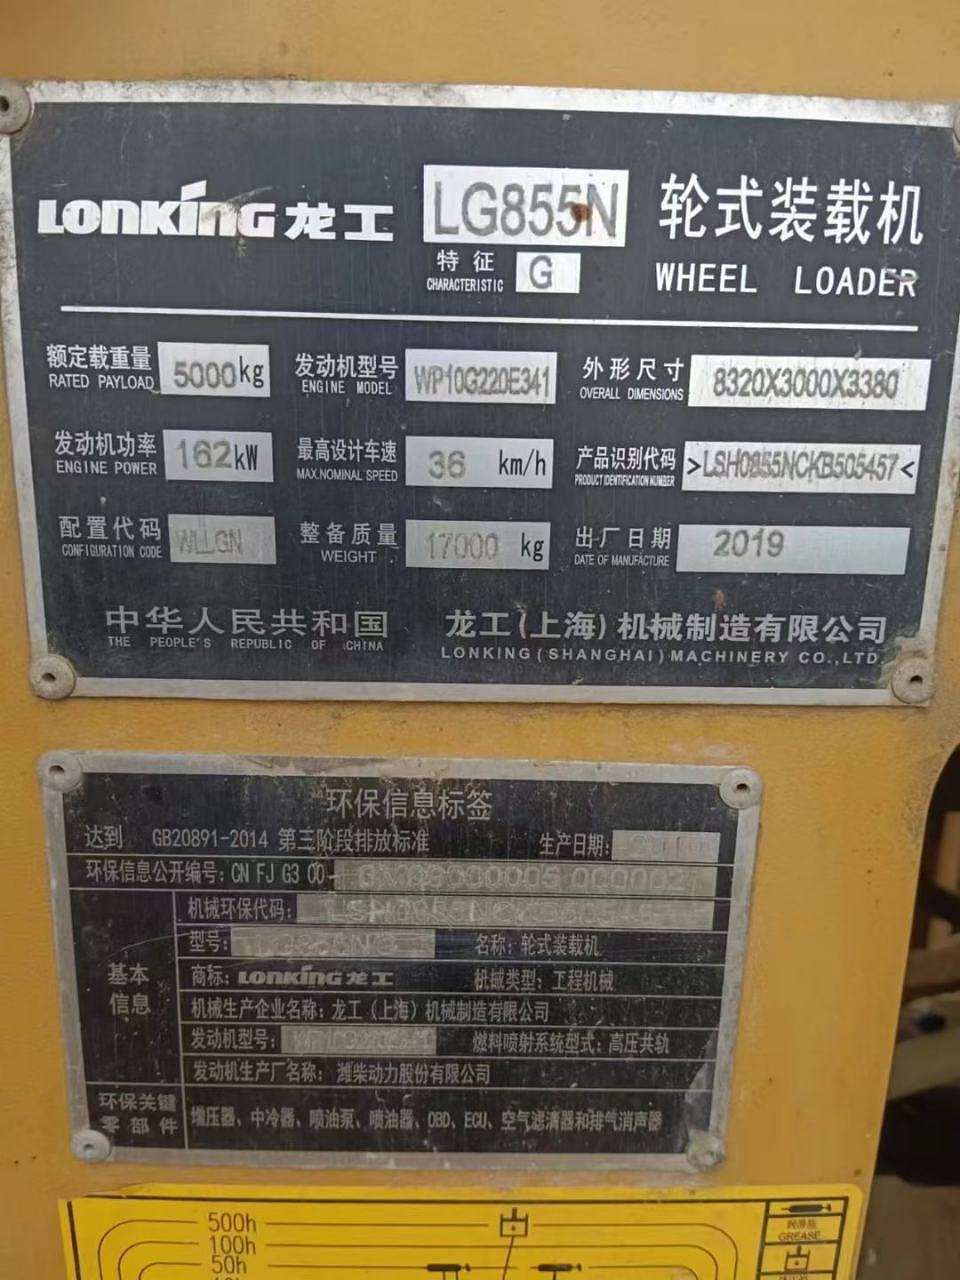 LONKING 龙工 LG855N 轮式装载机
特征 G
CHARACTERISTIC
WHEEL LOADER
额定载重量 5000kg 发动机型号 WP10G220E341 外形尺寸 8320X3000X3380
RATED PAYLOAD ENGINE MODEL OVERALL DIMENSIONS
发动机功率 162kW 最高设计车速 36 km/h 产品识别代码 >LSH0855NCKB505457<
ENGINE POWER MAX.NOMINAL SPEED PRODUCT IDENTIFICATION NUMBER
配置代码 WLLGN 整备质量 17000 kg 出厂日期 2019
CONFIGURATION CODE WEIGHT DATE OF MANUFACTURE
中华人民共和国 龙工(上海)机械制造有限公司
THE PEOPLE'S REPUBLIC OF CHINA LONKING(SHANGHAI)MACHINERY CO.,LTD.
环保信息标签
达到 GB20891-2014 第三阶段排放标准 生产日期:
环保信息公开编号: CN FJ G3 00
机械环保代码:
型号: 名称: 轮式装载机
基本信息
商标: LONKING 龙工 机械类型: 工程机械
机械生产企业名称: 龙工(上海)机械制造有限公司
发动机型号: 燃料喷射系统型式: 高压共轨
发动机生产厂名称: 潍柴动力股份有限公司
环保关键零部件
增压器、中冷器、喷油泵、喷油器、OBD、ECU、空气滤清器和排气消声器
500h
100h
50h
润滑脂
GREASE